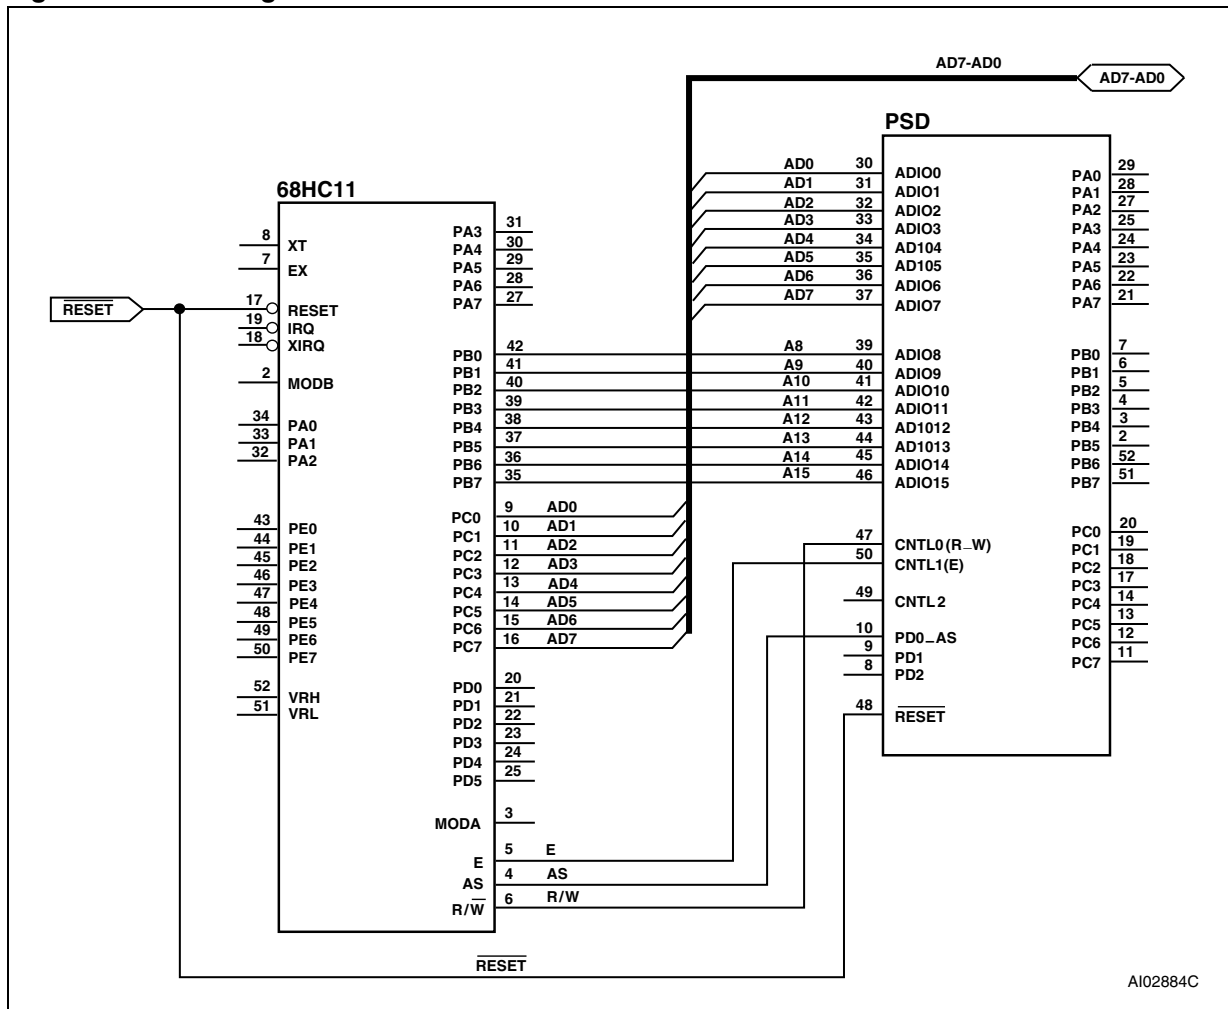 AD7-AD0
AD7-AD0
PSD
68HC11
RESET
8 XT
7 EX
17 RESET
19 IRQ
18 XIRQ
2 MODB
34 PA0
33 PA1
32 PA2
43 PE0
44 PE1
45 PE2
46 PE3
47 PE4
48 PE5
49 PE6
50 PE7
52 VRH
51 VRL
PA3 31
PA4 30
PA5 29
PA6 28
PA7 27
PB0 42
PB1 41
PB2 40
PB3 39
PB4 38
PB5 37
PB6 36
PB7 35
PC0 9 AD0
PC1 10 AD1
PC2 11 AD2
PC3 12 AD3
PC4 13 AD4
PC5 14 AD5
PC6 15 AD6
PC7 16 AD7
PD0 20
PD1 21
PD2 22
PD3 23
PD4 24
PD5 25
MODA 3
E 5 E
AS 4 AS
R/W 6 R/W
RESET
AD0 30 ADIO0
AD1 31 ADIO1
AD2 32 ADIO2
AD3 33 ADIO3
AD4 34 AD104
AD5 35 AD105
AD6 36 ADIO6
AD7 37 ADIO7
A8 39 ADIO8
A9 40 ADIO9
A10 41 ADIO10
A11 42 ADIO11
A12 43 AD1012
A13 44 AD1013
A14 45 ADIO14
A15 46 ADIO15
47 CNTL0(R_W)
50 CNTL1(E)
49 CNTL2
10 PD0_AS
9 PD1
8 PD2
48 RESET
PA0 29
PA1 28
PA2 27
PA3 25
PA4 24
PA5 23
PA6 22
PA7 21
PB0 7
PB1 6
PB2 5
PB3 4
PB4 3
PB5 2
PB6 52
PB7 51
PC0 20
PC1 19
PC2 18
PC3 17
PC4 14
PC5 13
PC6 12
PC7 11
AI02884C